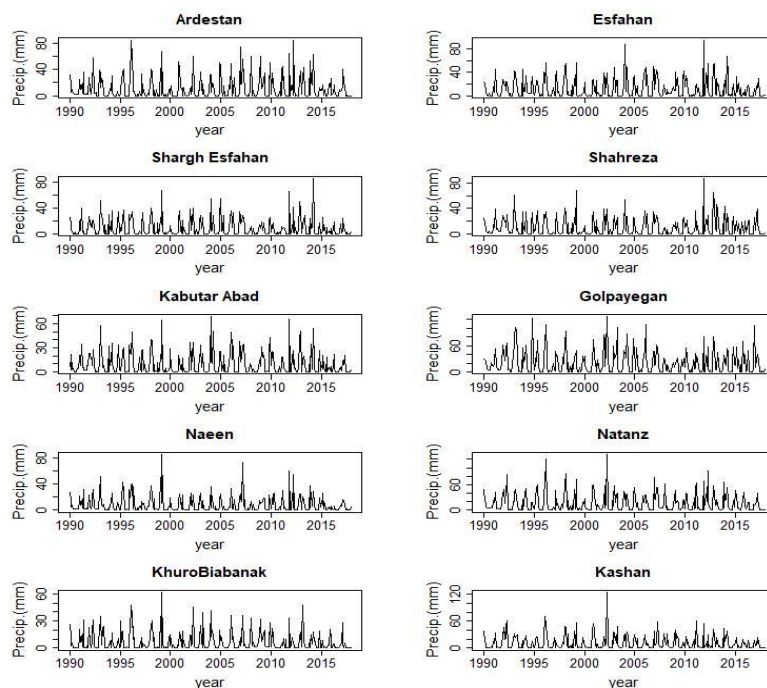 Ardestan
Precip.(mm)
0 40 80
1990 1995 2000 2005 2010 2015
year
Esfahan
Precip.(mm)
0 40 80
1990 1995 2000 2005 2010 2015
year
Shargh Esfahan
Precip.(mm)
0 40 80
1990 1995 2000 2005 2010 2015
year
Shahreza
Precip.(mm)
0 40 80
1990 1995 2000 2005 2010 2015
year
Kabutar Abad
Precip.(mm)
0 30 60
1990 1995 2000 2005 2010 2015
year
Golpayegan
Precip.(mm)
0 60
1990 1995 2000 2005 2010 2015
year
Naeen
Precip.(mm)
0 40 80
1990 1995 2000 2005 2010 2015
year
Natanz
Precip.(mm)
0 60
1990 1995 2000 2005 2010 2015
year
KhuroBiabanak
Precip.(mm)
0 30 60
1990 1995 2000 2005 2010 2015
year
Kashan
Precip.(mm)
0 60 120
1990 1995 2000 2005 2010 2015
year